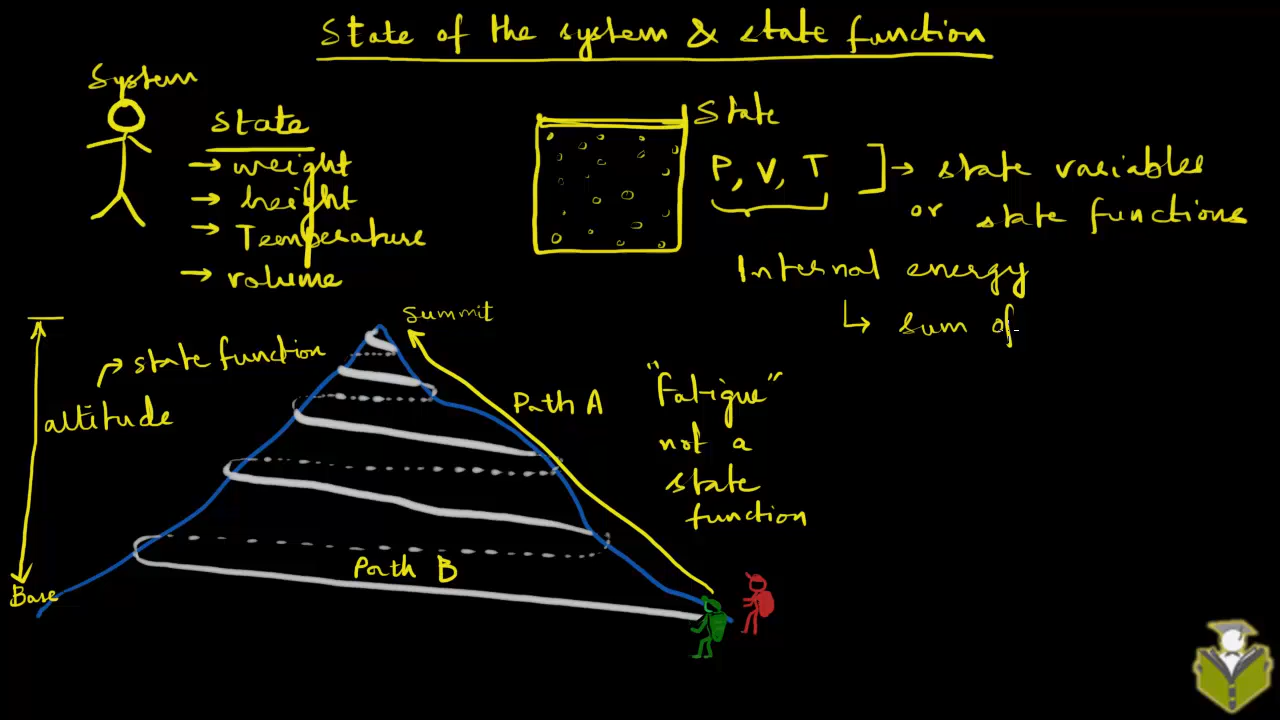 State of the system & state function
System
State
→ weight
→ height
→ Temperature
→ volume
State
P, V, T ] → state variables
or state functions
Internal energy
↳ sum of
Summit
→ state function
altitude
Base
Path A
Path B
"Fatigue"
not a
state
function